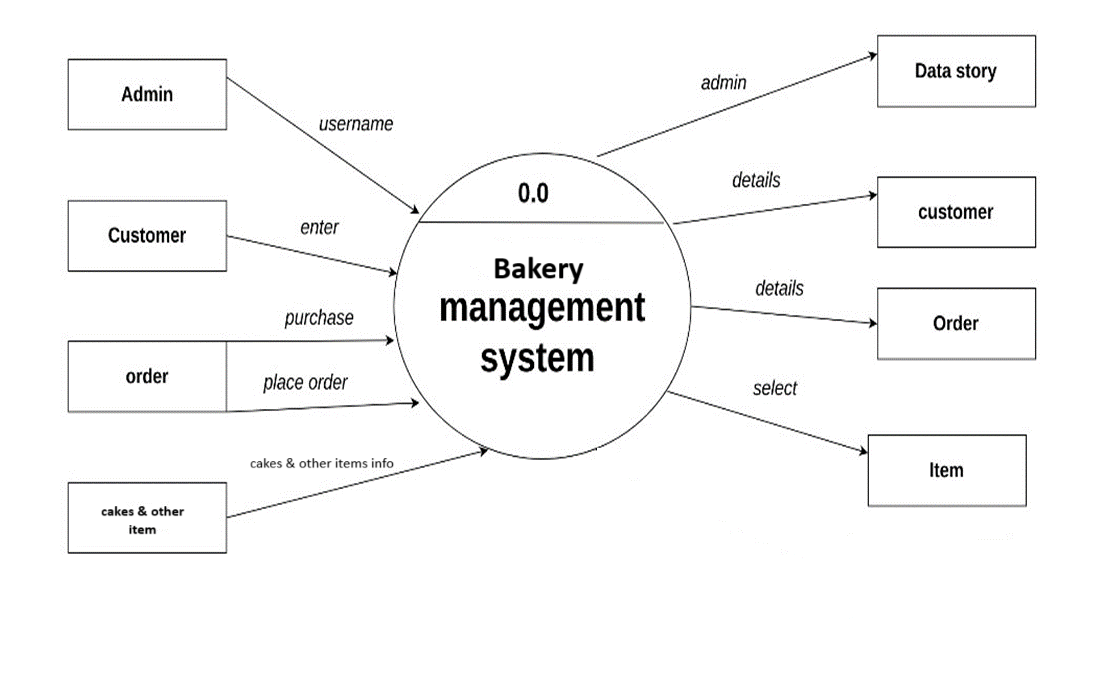 Admin
username
Customer
enter
order
purchase
place order
cakes & other
item
cakes & other items info
0.0
Bakery
management
system
admin
Data story
details
customer
details
Order
select
Item